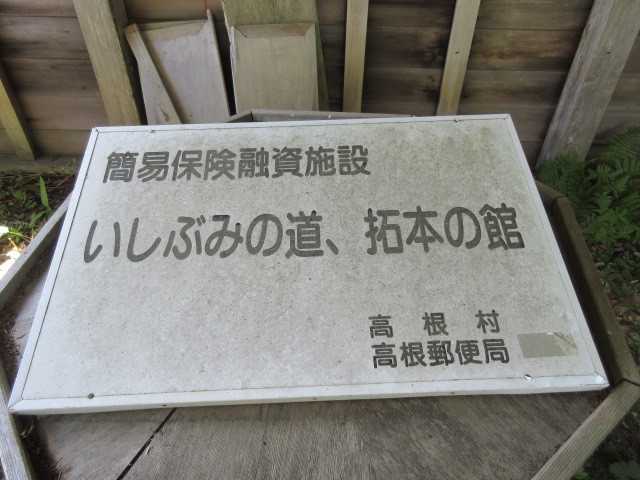 簡易保険融資施設
いしぶみの道、拓本の館
高根村
高根郵便局